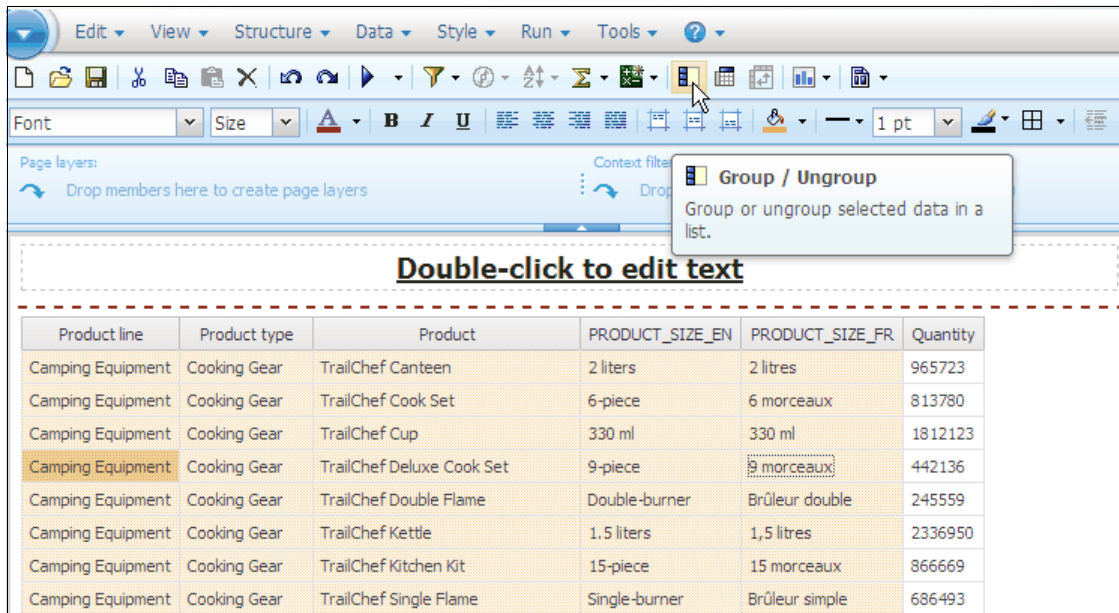 Edit View Structure Data Style Run Tools
Font Size B I U 1 pt
Page layers: Context filte
Drop members here to create page layers Drop
Group / Ungroup
Group or ungroup selected data in a
list.
Double-click to edit text
Product line Product type Product PRODUCT_SIZE_EN PRODUCT_SIZE_FR Quantity
Camping Equipment Cooking Gear TrailChef Canteen 2 liters 2 litres 965723
Camping Equipment Cooking Gear TrailChef Cook Set 6-piece 6 morceaux 813780
Camping Equipment Cooking Gear TrailChef Cup 330 ml 330 ml 1812123
Camping Equipment Cooking Gear TrailChef Deluxe Cook Set 9-piece 9 morceaux 442136
Camping Equipment Cooking Gear TrailChef Double Flame Double-burner Brûleur double 245559
Camping Equipment Cooking Gear TrailChef Kettle 1.5 liters 1,5 litres 2336950
Camping Equipment Cooking Gear TrailChef Kitchen Kit 15-piece 15 morceaux 866669
Camping Equipment Cooking Gear TrailChef Single Flame Single-burner Brûleur simple 686493